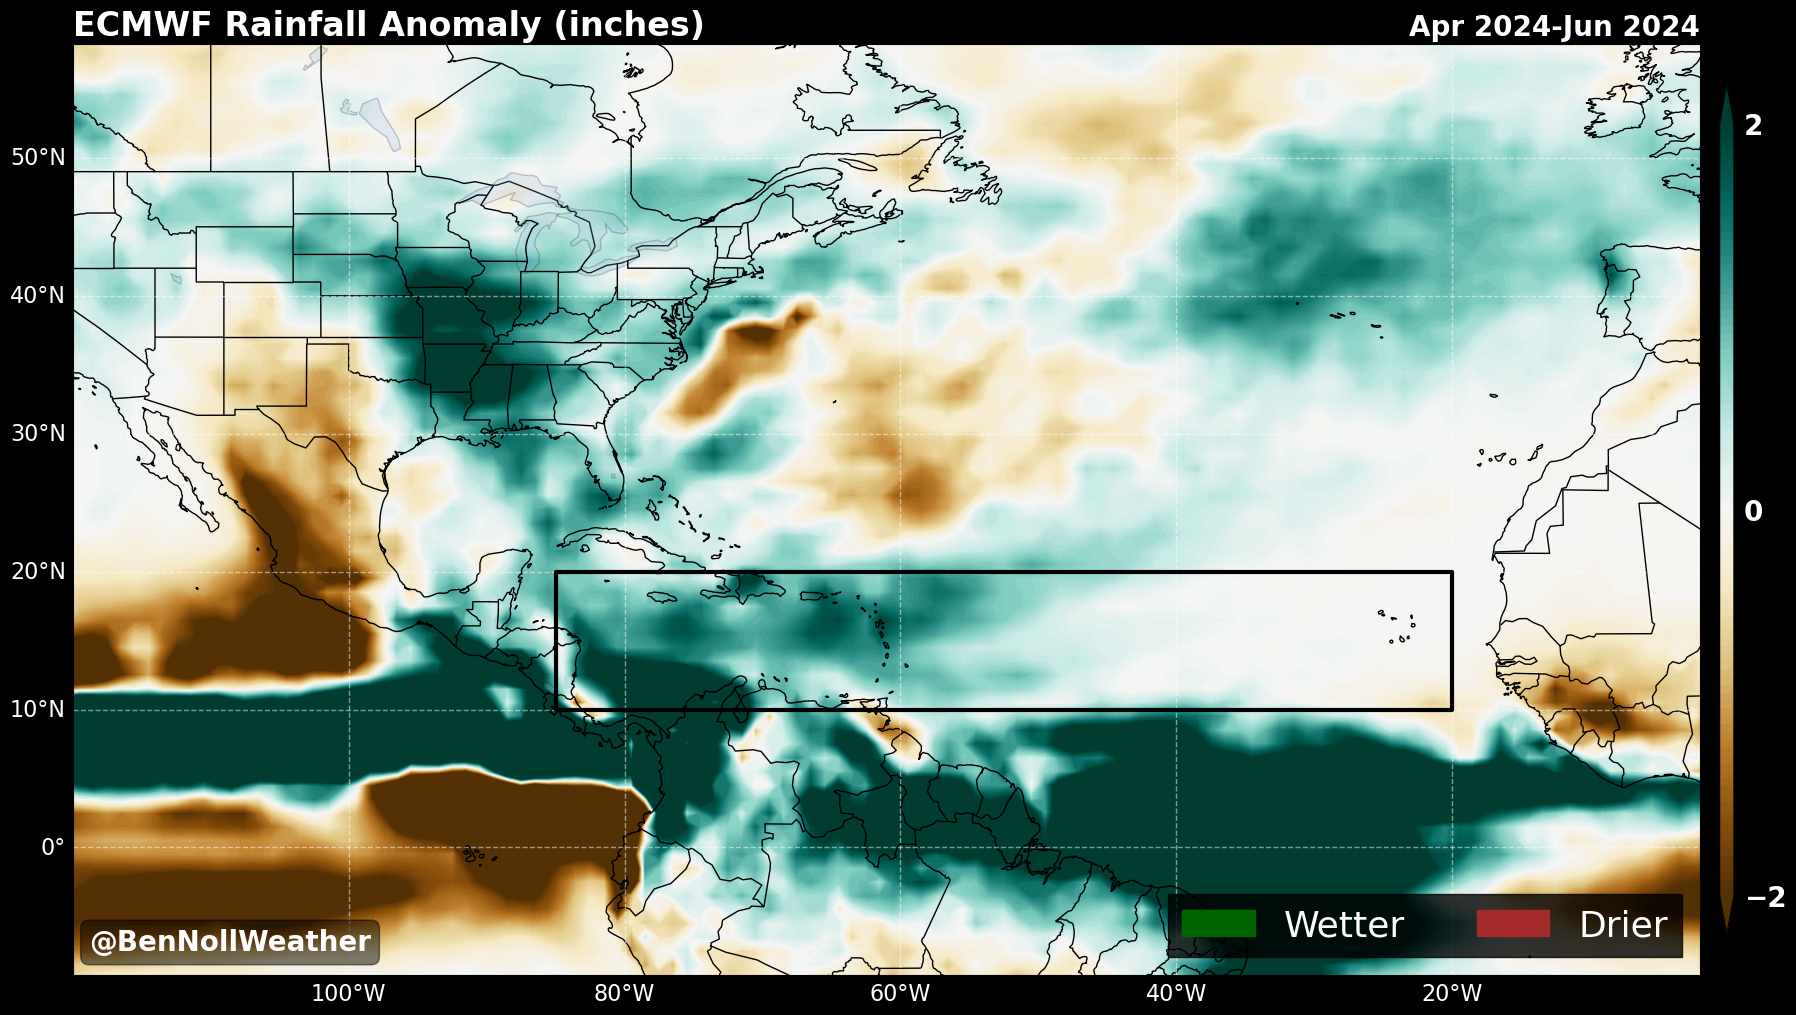 ECMWF Rainfall Anomaly (inches)
Apr 2024-Jun 2024
50°N
40°N
30°N
20°N
10°N
0°
2
0
−2
@BenNollWeather
Wetter
Drier
100°W
80°W
60°W
40°W
20°W